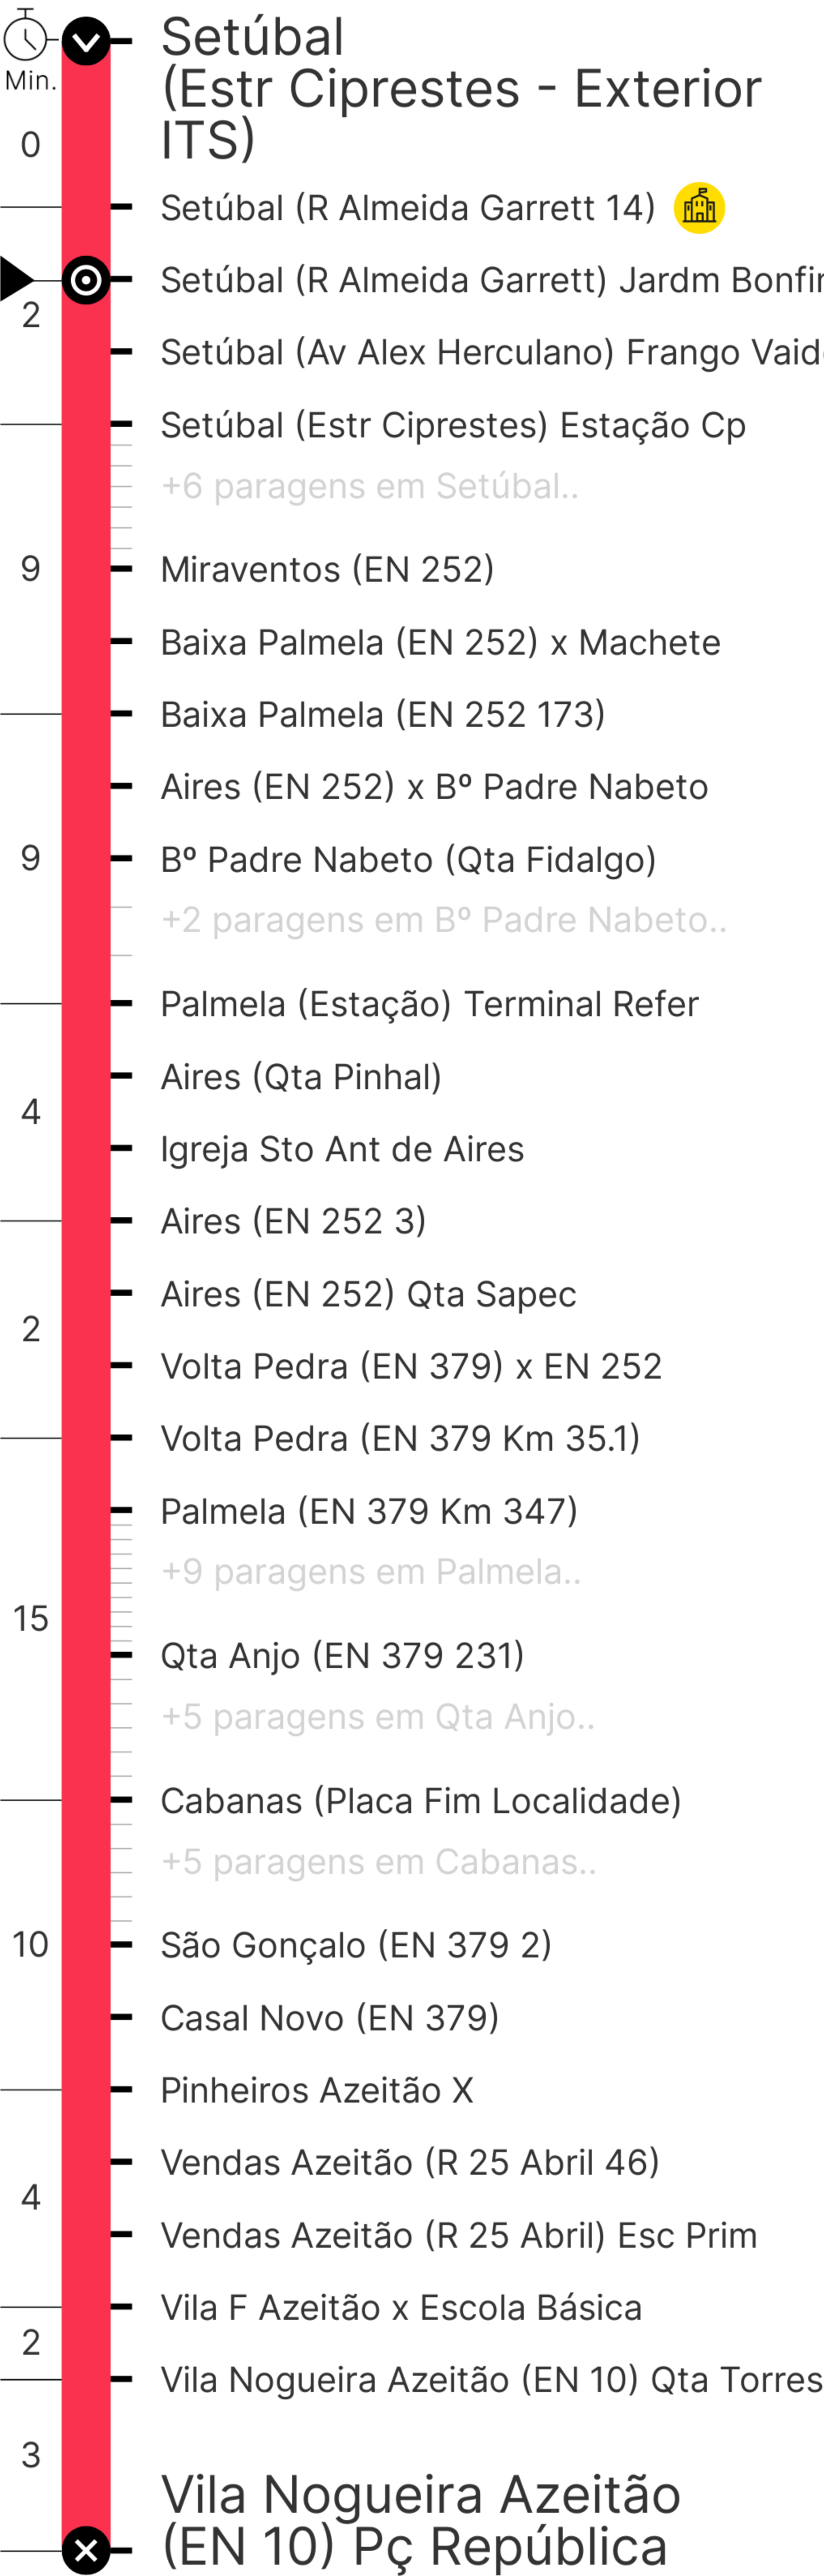 Setúbal
(Estr Ciprestes - Exterior
ITS)
Min.
0
Setúbal (R Almeida Garrett 14)
Setúbal (R Almeida Garrett) Jardm
2
Setúbal (Av Alex Herculano) Frango
Setúbal (Estr Ciprestes) Estação Cp
+6 paragens em Setúbal..
9
Miraventos (EN 252)
Baixa Palmela (EN 252) x Machete
Baixa Palmela (EN 252 173)
Aires (EN 252) x Bº Padre Nabeto
9
Bº Padre Nabeto (Qta Fidalgo)
+2 paragens em Bº Padre Nabeto..
Palmela (Estação) Terminal Refer
Aires (Qta Pinhal)
4
Igreja Sto Ant de Aires
Aires (EN 252 3)
Aires (EN 252) Qta Sapec
2
Volta Pedra (EN 379) x EN 252
Volta Pedra (EN 379 Km 35.1)
Palmela (EN 379 Km 347)
+9 paragens em Palmela..
15
Qta Anjo (EN 379 231)
+5 paragens em Qta Anjo..
Cabanas (Placa Fim Localidade)
+5 paragens em Cabanas..
10
São Gonçalo (EN 379 2)
Casal Novo (EN 379)
Pinheiros Azeitão X
Vendas Azeitão (R 25 Abril 46)
4
Vendas Azeitão (R 25 Abril) Esc Prim
Vila F Azeitão x Escola Básica
2
Vila Nogueira Azeitão (EN 10) Qta Torres
3
Vila Nogueira Azeitão
(EN 10) Pç República